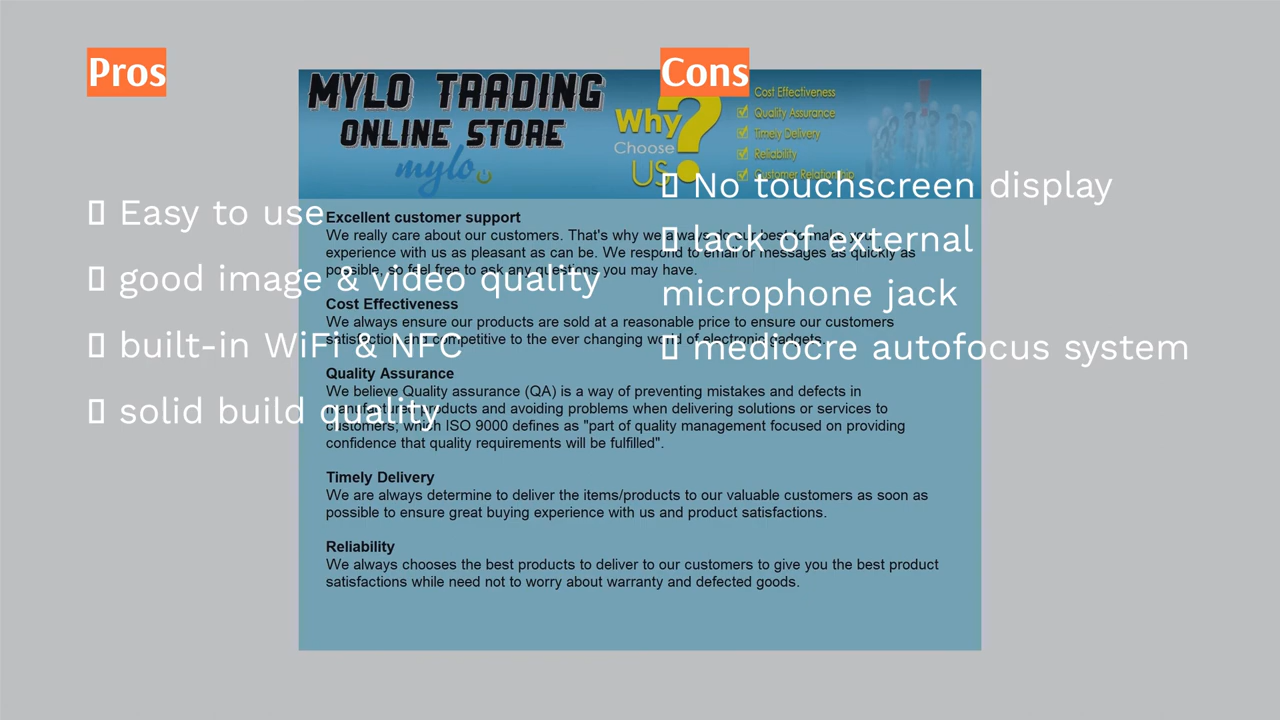 Pros
Easy to use
good image & video quality
built-in WiFi & NFC
solid build quality
Cons
No touchscreen display
lack of external
microphone jack
mediocre autofocus system
MYLO TRADING
ONLINE STORE
mylo
Why
Choose
US?
Cost Effectiveness
Quality Assurance
Timely Delivery
Reliability
Customer Relationship
Excellent customer support
We really care about our customers. That's why we always do our best to make your
experience with us as pleasant as can be. We respond to email or messages as quickly as
possible, so feel free to ask any questions you may have.
Cost Effectiveness
We always ensure our products are sold at a reasonable price to ensure our customers
satisfaction and competitive to the ever changing world of electronic gadgets.
Quality Assurance
We believe Quality assurance (QA) is a way of preventing mistakes and defects in
manufactured products and avoiding problems when delivering solutions or services to
customers; which ISO 9000 defines as "part of quality management focused on providing
confidence that quality requirements will be fulfilled".
Timely Delivery
We are always determine to deliver the items/products to our valuable customers as soon as
possible to ensure great buying experience with us and product satisfactions.
Reliability
We always chooses the best products to deliver to our customers to give you the best product
satisfactions while need not to worry about warranty and defected goods.